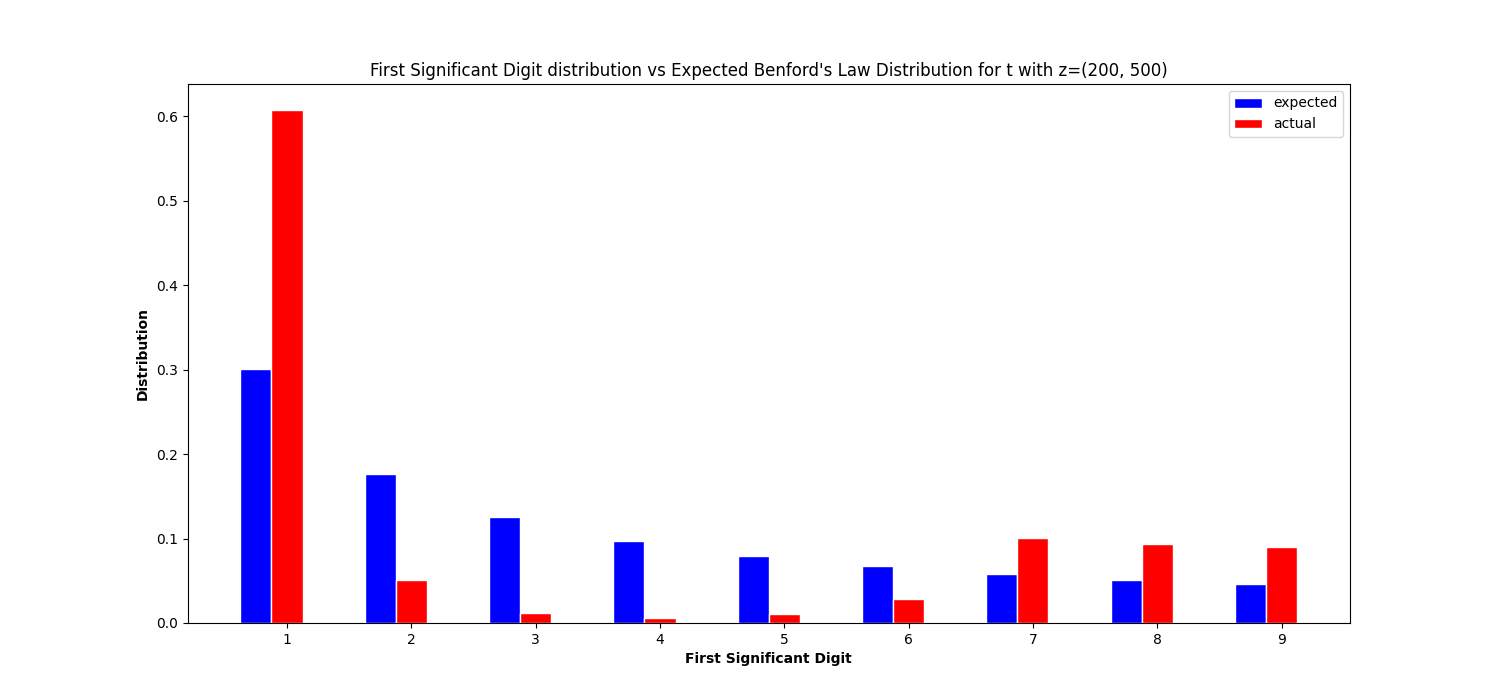 First Significant Digit distribution vs Expected Benford's Law Distribution for t with z=(200, 500)
expected
actual
0.6
0.5
0.4
0.3
0.2
0.1
0.0
Distribution
1 2 3 4 5 6 7 8 9
First Significant Digit